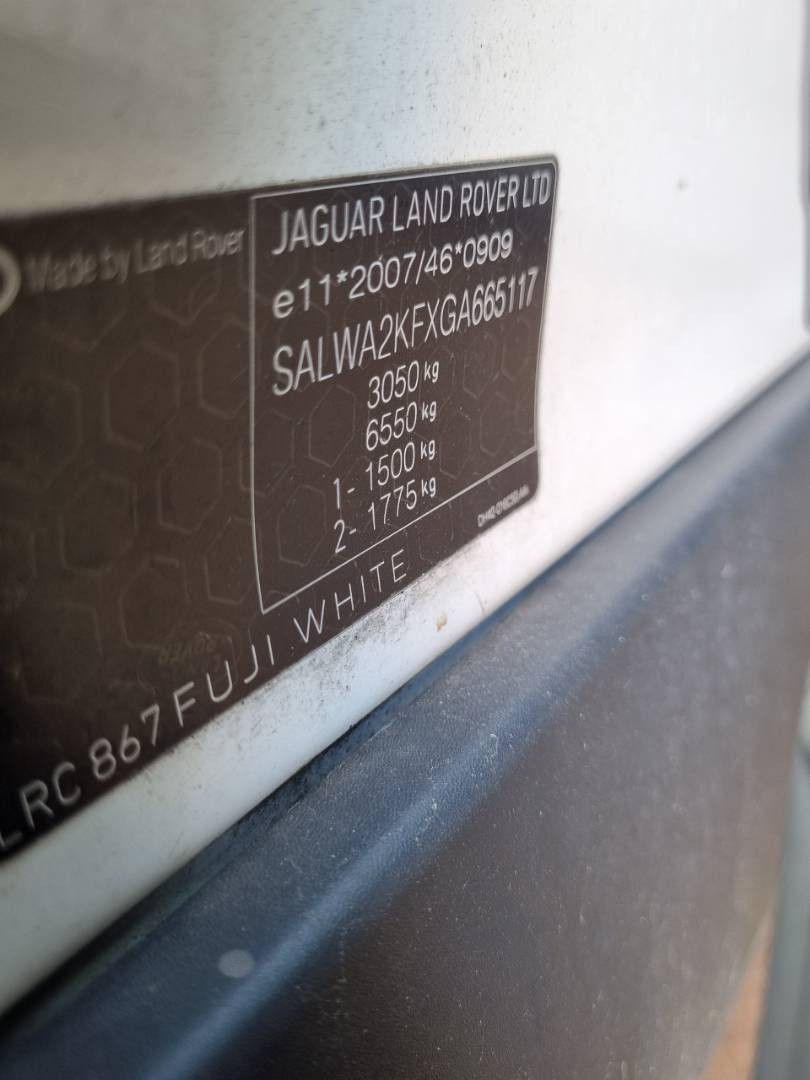 Made by Land Rover
JAGUAR LAND ROVER LTD
e11*2007/46*0909
SALWA2KFXGA665117
3050 kg
6550 kg
1- 1500 kg
2- 1775 kg
LRC 867 FUJI WHITE